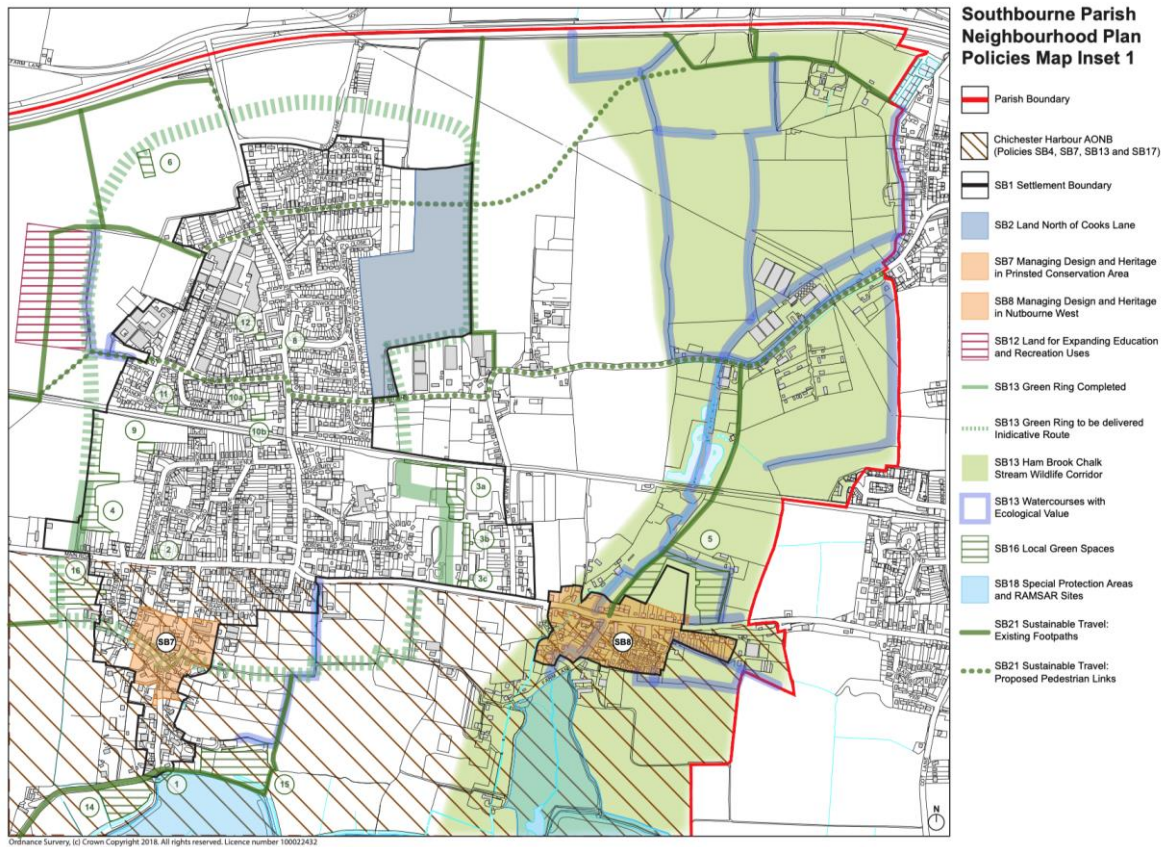 Southbourne Parish
Neighbourhood Plan
Policies Map Inset 1
Parish Boundary
Chichester Harbour AONB
(Policies SB4, SB7, SB13 and SB17)
SB1 Settlement Boundary
SB2 Land North of Cooks Lane
SB7 Managing Design and Heritage
in Prinsted Conservation Area
SB8 Managing Design and Heritage
in Nutbourne West
SB12 Land for Expanding Education
and Recreation Uses
SB13 Green Ring Completed
SB13 Green Ring to be delivered
Inidicative Route
SB13 Ham Brook Chalk
Stream Wildlife Corridor
SB13 Watercourses with
Ecological Value
SB16 Local Green Spaces
SB18 Special Protection Areas
and RAMSAR Sites
SB21 Sustainable Travel:
Existing Footpaths
SB21 Sustainable Travel:
Proposed Pedestrian Links
6
12
8
11
10a
10b
9
3a
4
3b
5
2
3c
16
SB7
SB8
1
15
14
N
Ordnance Survery, (c) Crown Copyright 2018. All rights reserved. Licence number 100022432